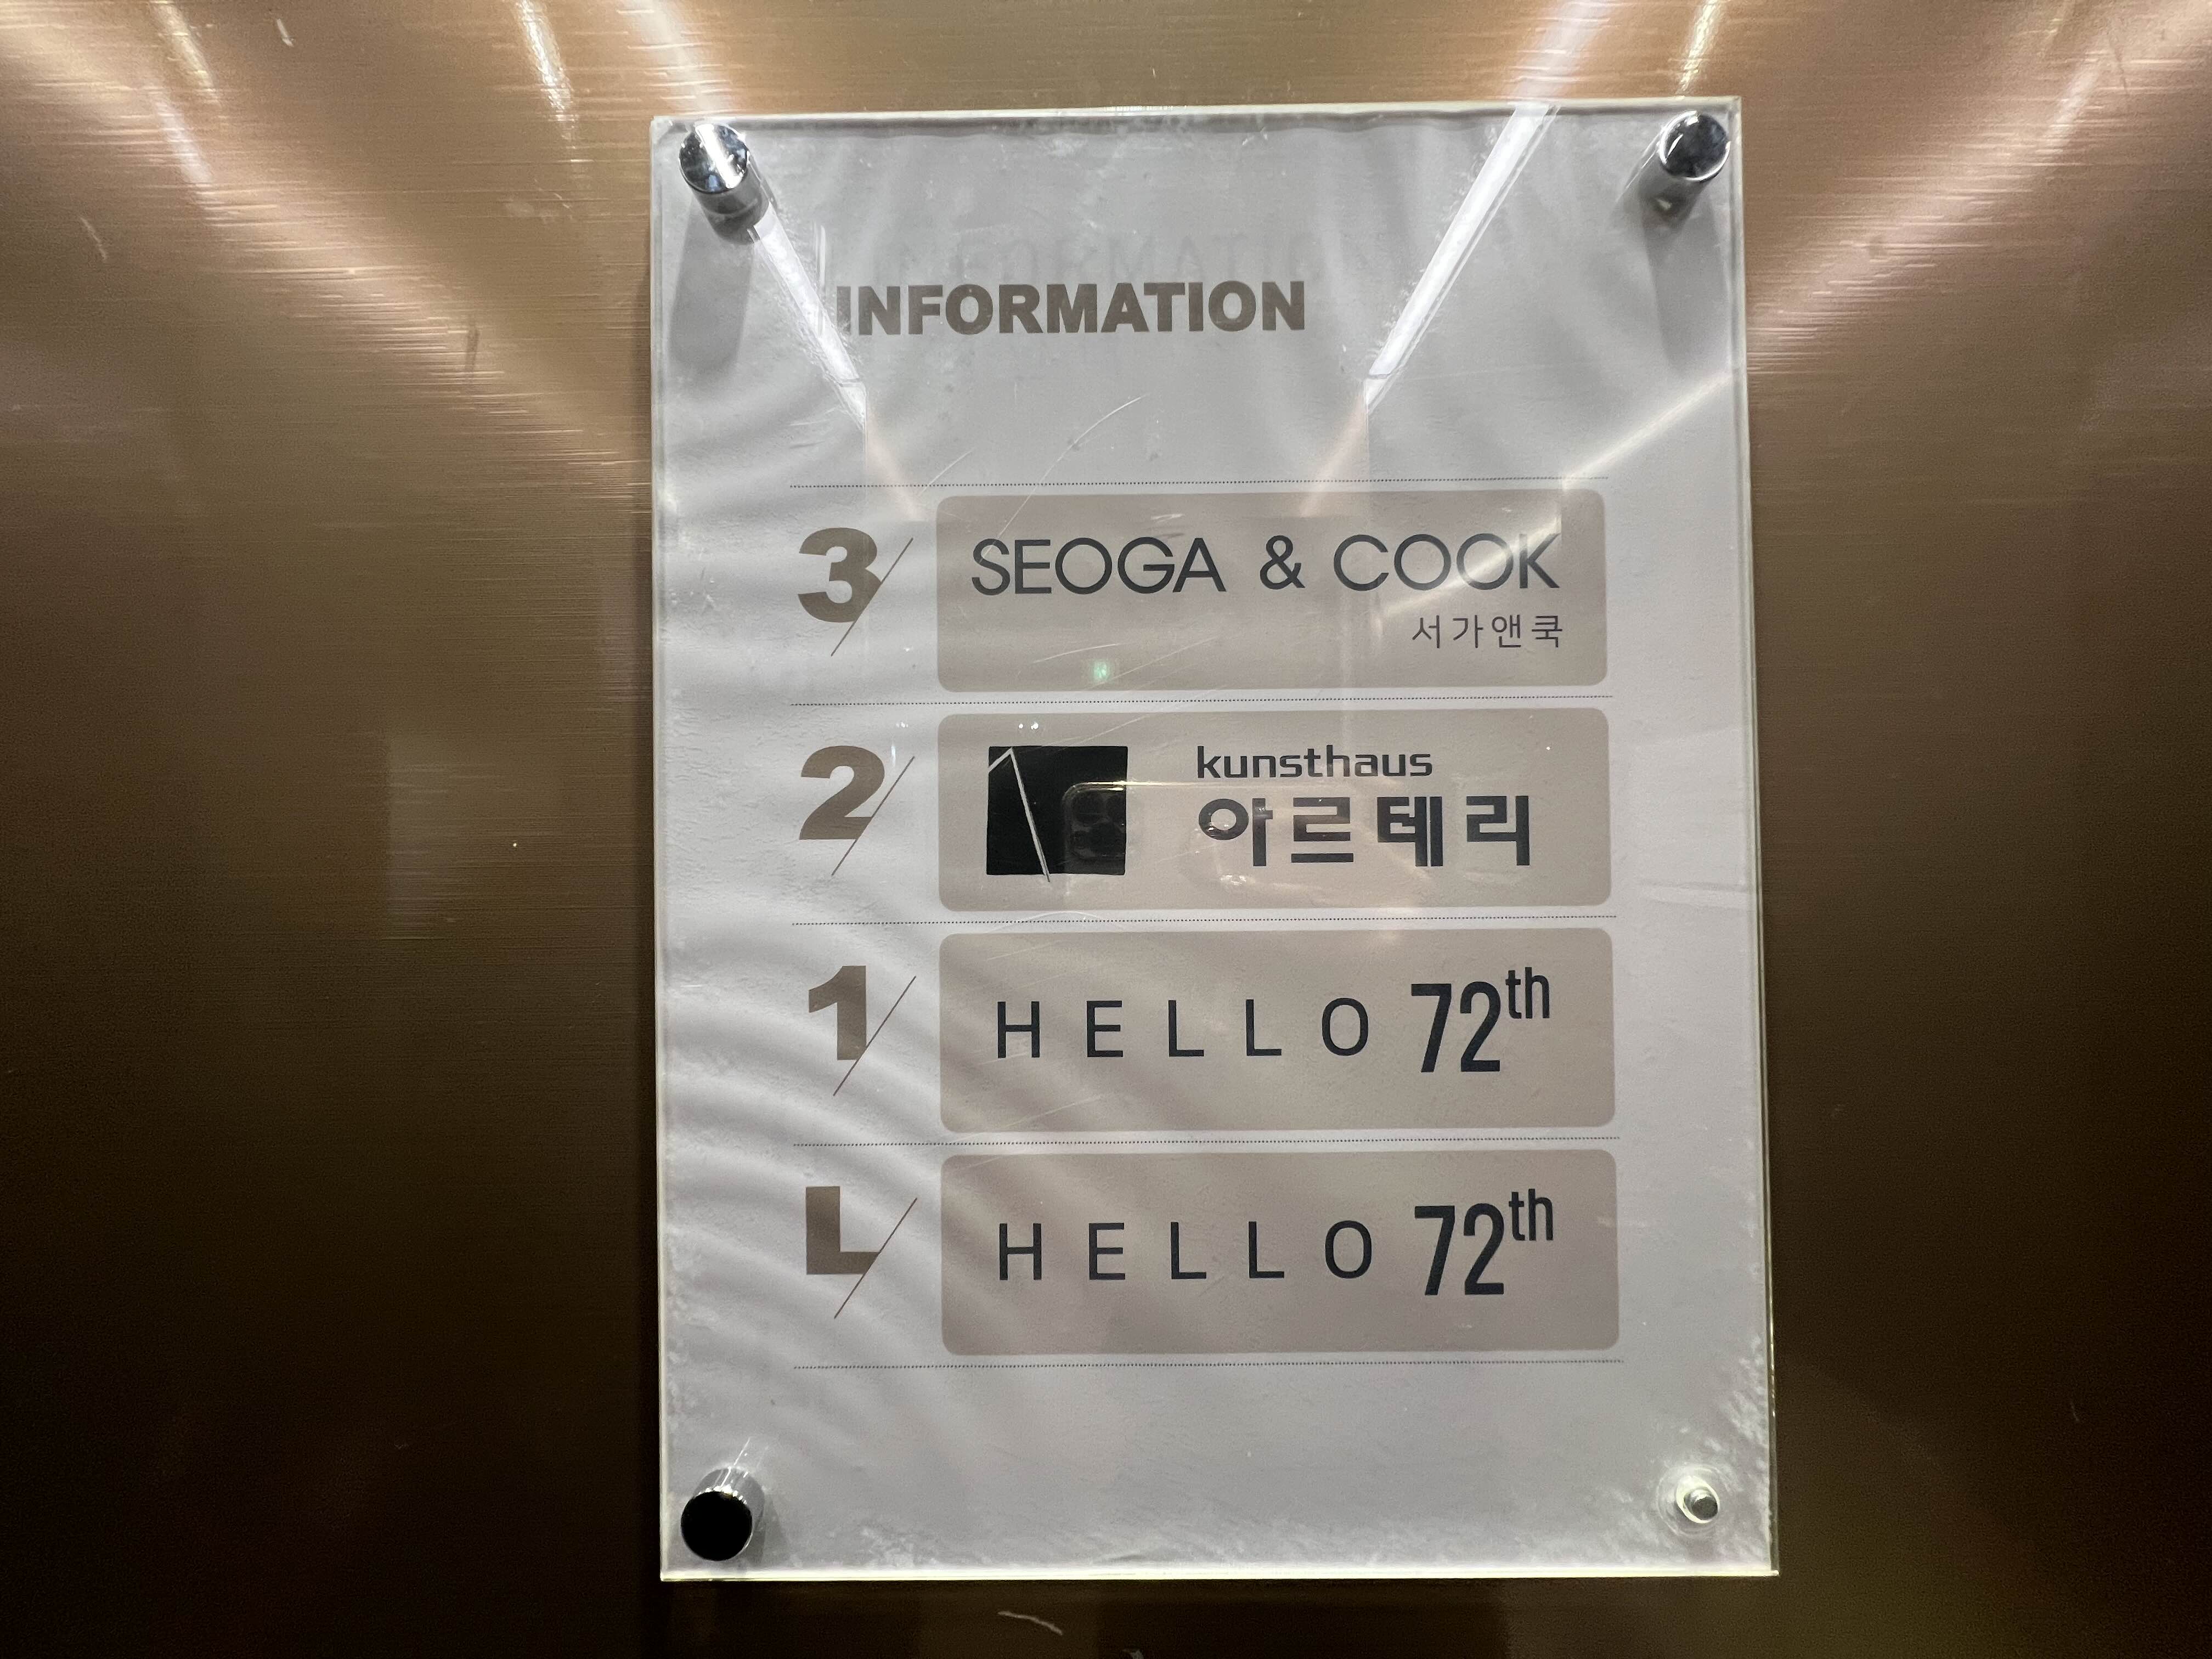 INFORMATION
3 SEOGA & COOK
서가앤쿡
2 kunsthaus
아르테리
1 HELLO 72th
L HELLO 72th